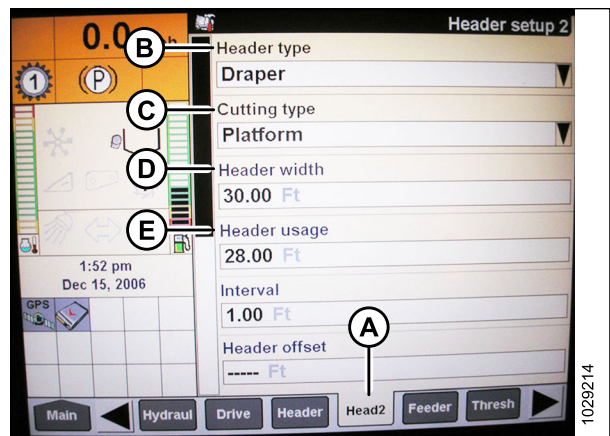 0.0
Header setup 2
B
Header type
1
(P)
Draper
C
Cutting type
Platform
D
Header width
30.00 Ft
E
Header usage
28.00 Ft
1:52 pm
Dec 15, 2006
Interval
1.00 Ft
GPS
A
Header offset
----- Ft
Main
Hydraul
Drive
Header
Head2
Feeder
Thresh
1029214